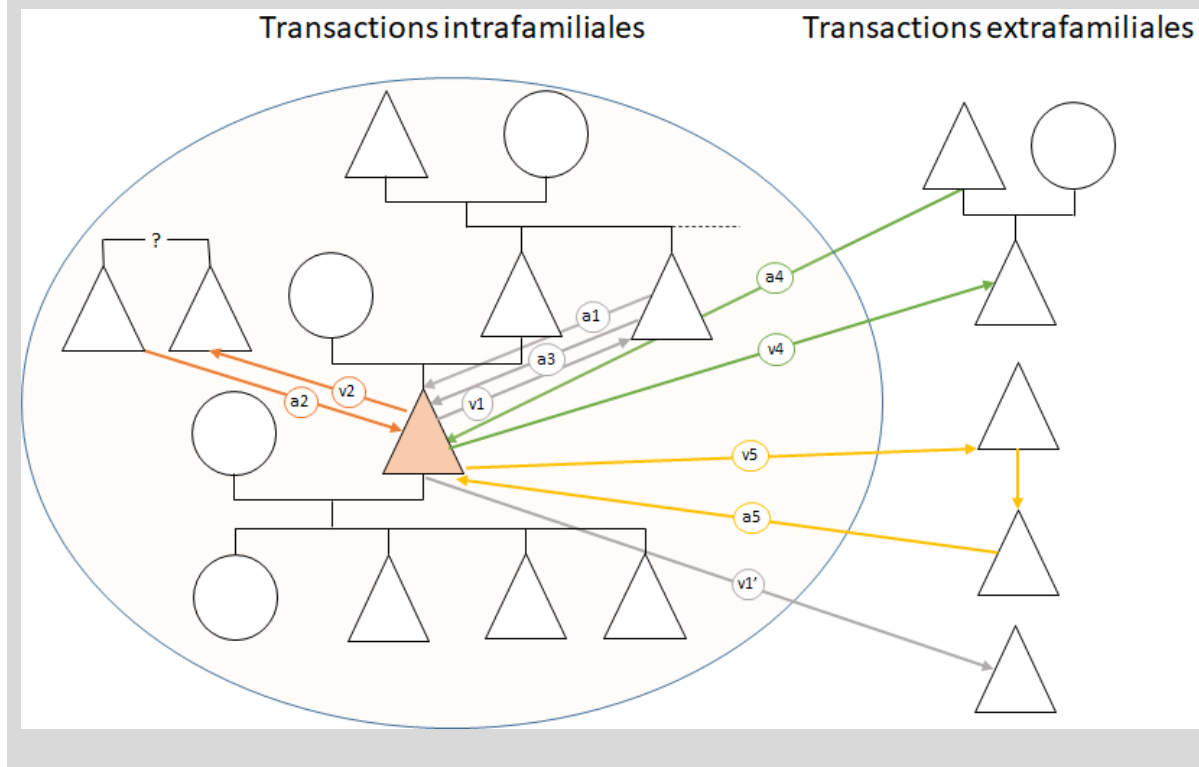 Transactions intrafamiliales
Transactions extrafamiliales
?
a4
a1
v4
a3
v2
a2
v1
v5
a5
v1’